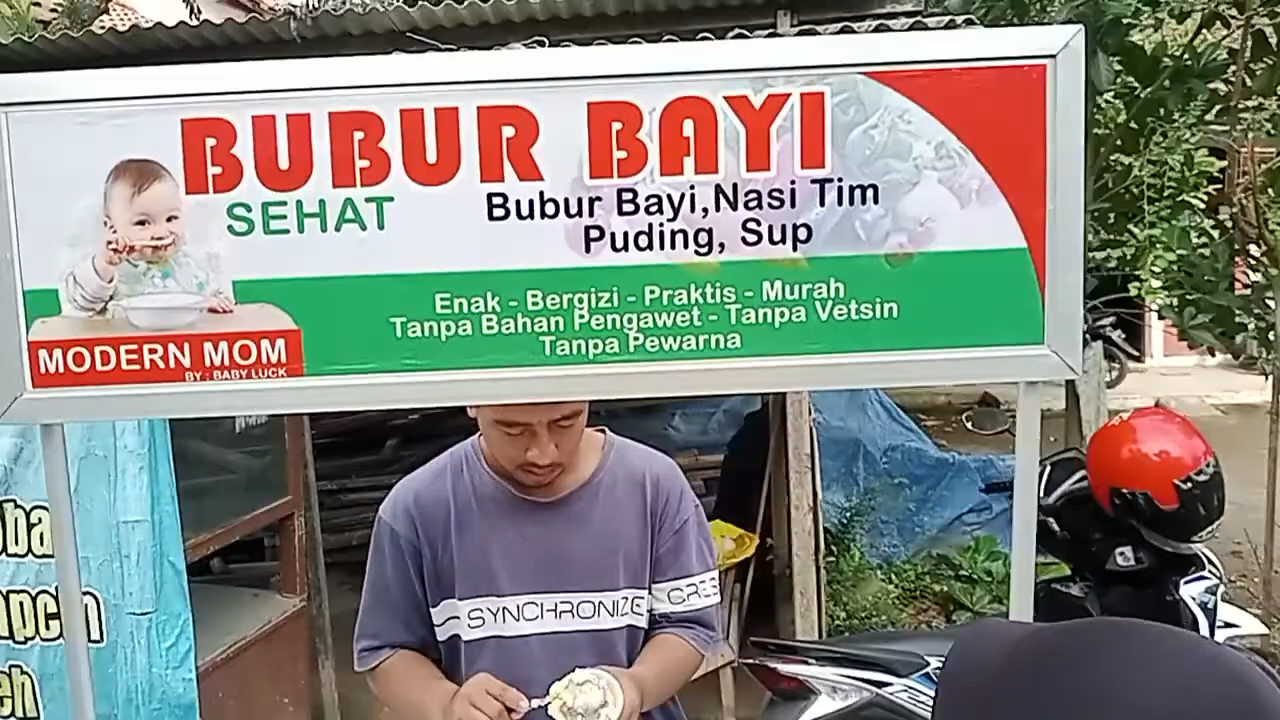 BUBUR BAYI
SEHAT
Bubur Bayi,Nasi Tim
Puding, Sup
Enak - Bergizi - Praktis - Murah
Tanpa Bahan Pengawet - Tanpa Vetsin
Tanpa Pewarna
MODERN MOM
BY : BABY LUCK
SYNCHRONIZE